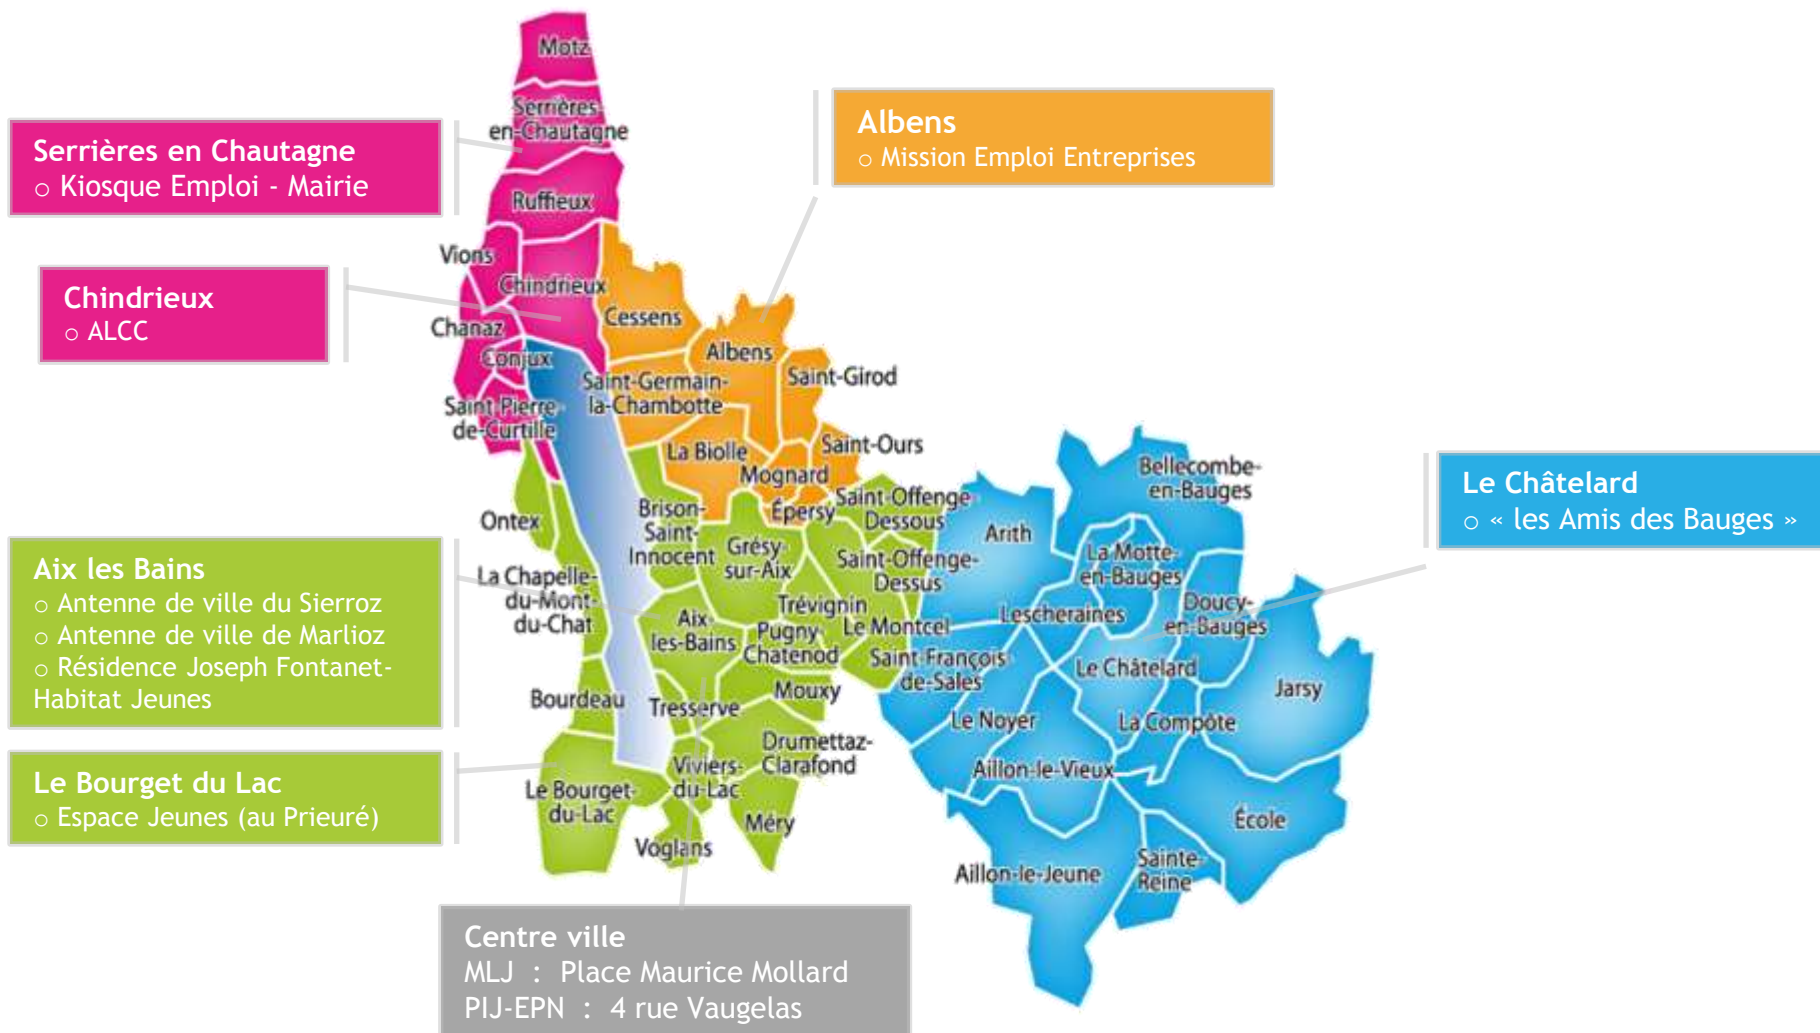 Motz
Serrières-
en-Chautagne
Ruffieux
Vions
Chindrieux
Chanaz
Conjux
Saint-Pierre-
de-Curtille
Cessens
Albens
Saint-Germain-
la-Chambotte
Saint-Girod
La Biolle
Saint-Ours
Mognard
Épersy
Saint-Offenge-
Dessous
Ontex
Brison-
Saint-
Innocent
Grésy-
sur-Aix
Saint-Offenge-
Dessus
La Chapelle-
du-Mont-
du-Chat
Trévignin
Aix-
les-Bains
Pugny-
Chatenod
Le Montcel
Bourdeau
Tresserve
Mouxy
Drumettaz-
Clarafond
Le Bourget-
du-Lac
Viviers-
du-Lac
Méry
Voglans
Bellecombe-
en-Bauges
Arith
La Motte-
en-Bauges
Lescheraines
Doucy-
en-Bauges
Saint-François-
de-Sales
Le Châtelard
Jarsy
Le Noyer
La Compôte
Aillon-le-Vieux
École
Aillon-le-Jeune
Sainte-
Reine
Serrières en Chautagne
o Kiosque Emploi - Mairie
Chindrieux
o ALCC
Albens
o Mission Emploi Entreprises
Le Châtelard
o « les Amis des Bauges »
Aix les Bains
o Antenne de ville du Sierroz
o Antenne de ville de Marlioz
o Résidence Joseph Fontanet-
Habitat Jeunes
Le Bourget du Lac
o Espace Jeunes (au Prieuré)
Centre ville
MLJ : Place Maurice Mollard
PIJ-EPN : 4 rue Vaugelas